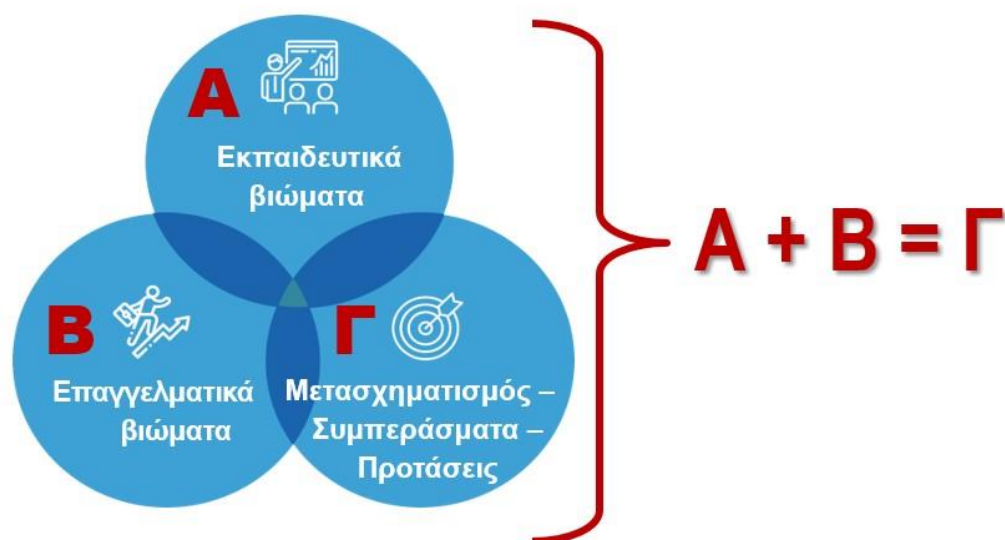 Α
Εκπαιδευτικά
βιώματα
Β
Επαγγελματικά
βιώματα
Γ
Μετασχηματισμός –
Συμπεράσματα –
Προτάσεις
Α + Β = Γ